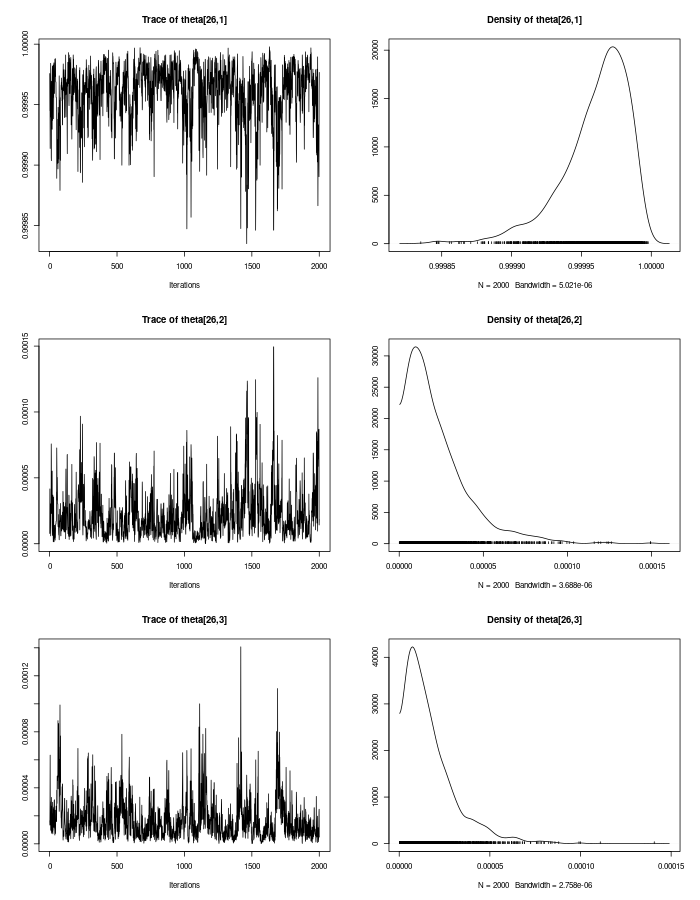 Trace of theta[26,1]
Density of theta[26,1]
0.99985 0.99990 0.99995 1.00000
0 500 1000 1500 2000
Iterations
0 5000 10000 15000 20000
0.99985 0.99990 0.99995 1.00000
N = 2000 Bandwidth = 5.021e-06
Trace of theta[26,2]
Density of theta[26,2]
0.00000 0.00005 0.00010 0.00015
0 500 1000 1500 2000
Iterations
0 5000 10000 15000 20000 25000 30000
0.00000 0.00005 0.00010 0.00015
N = 2000 Bandwidth = 3.688e-06
Trace of theta[26,3]
Density of theta[26,3]
0.00000 0.00004 0.00008 0.00012
0 500 1000 1500 2000
Iterations
0 10000 20000 30000 40000
0.00000 0.00005 0.00010 0.00015
N = 2000 Bandwidth = 2.758e-06